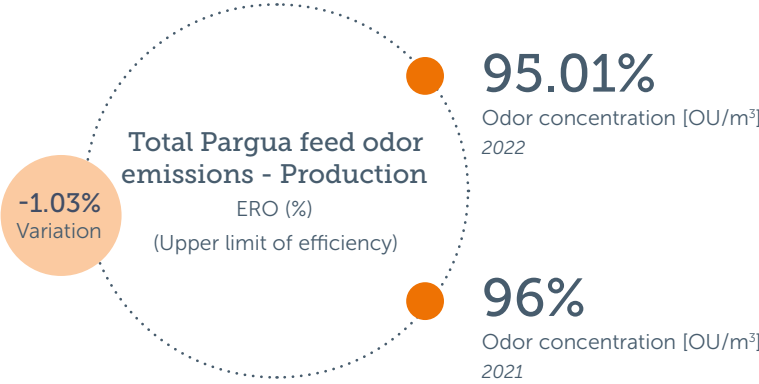 95.01%
Odor concentration [OU/m³]
2022
Total Pargua feed odor
emissions - Production
ERO (%)
(Upper limit of efficiency)
-1.03%
Variation
96%
Odor concentration [OU/m³]
2021